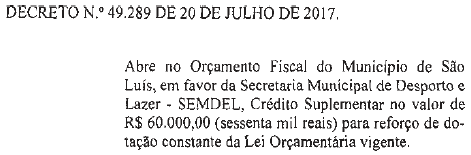 DECRETO N.º 49.289 DE 20 DE JULHO DE 2017.
Abre no Orçamento Fiscal do Município de São
Luís, em favor da Secretaria Municipal de Desporto e
Lazer - SEMDEL, Crédito Suplementar no valor de
R$ 60.000,00 (sessenta mil reais) para reforço de do-
tação constante da Lei Orçamentária vigente.